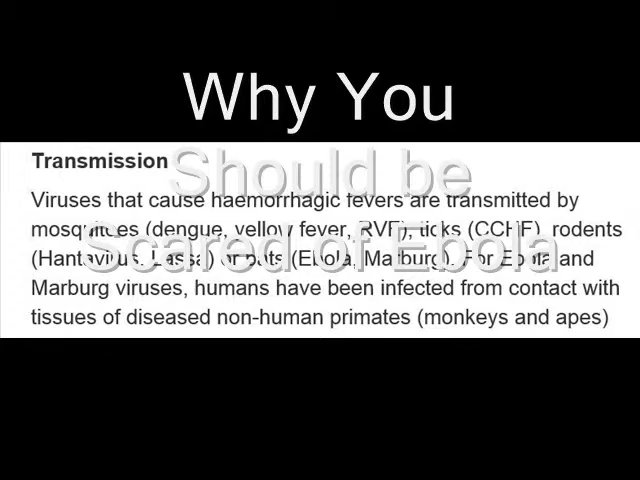 Why You
Should be
Scared of Ebola
Transmission
Viruses that cause haemorrhagic fevers are transmitted by
mosquitoes (dengue, yellow fever, RVF), ticks (CCHF), rodents
(Hantavirus, Lassa) or bats (Ebola, Marburg). For Ebola and
Marburg viruses, humans have been infected from contact with
tissues of diseased non-human primates (monkeys and apes)